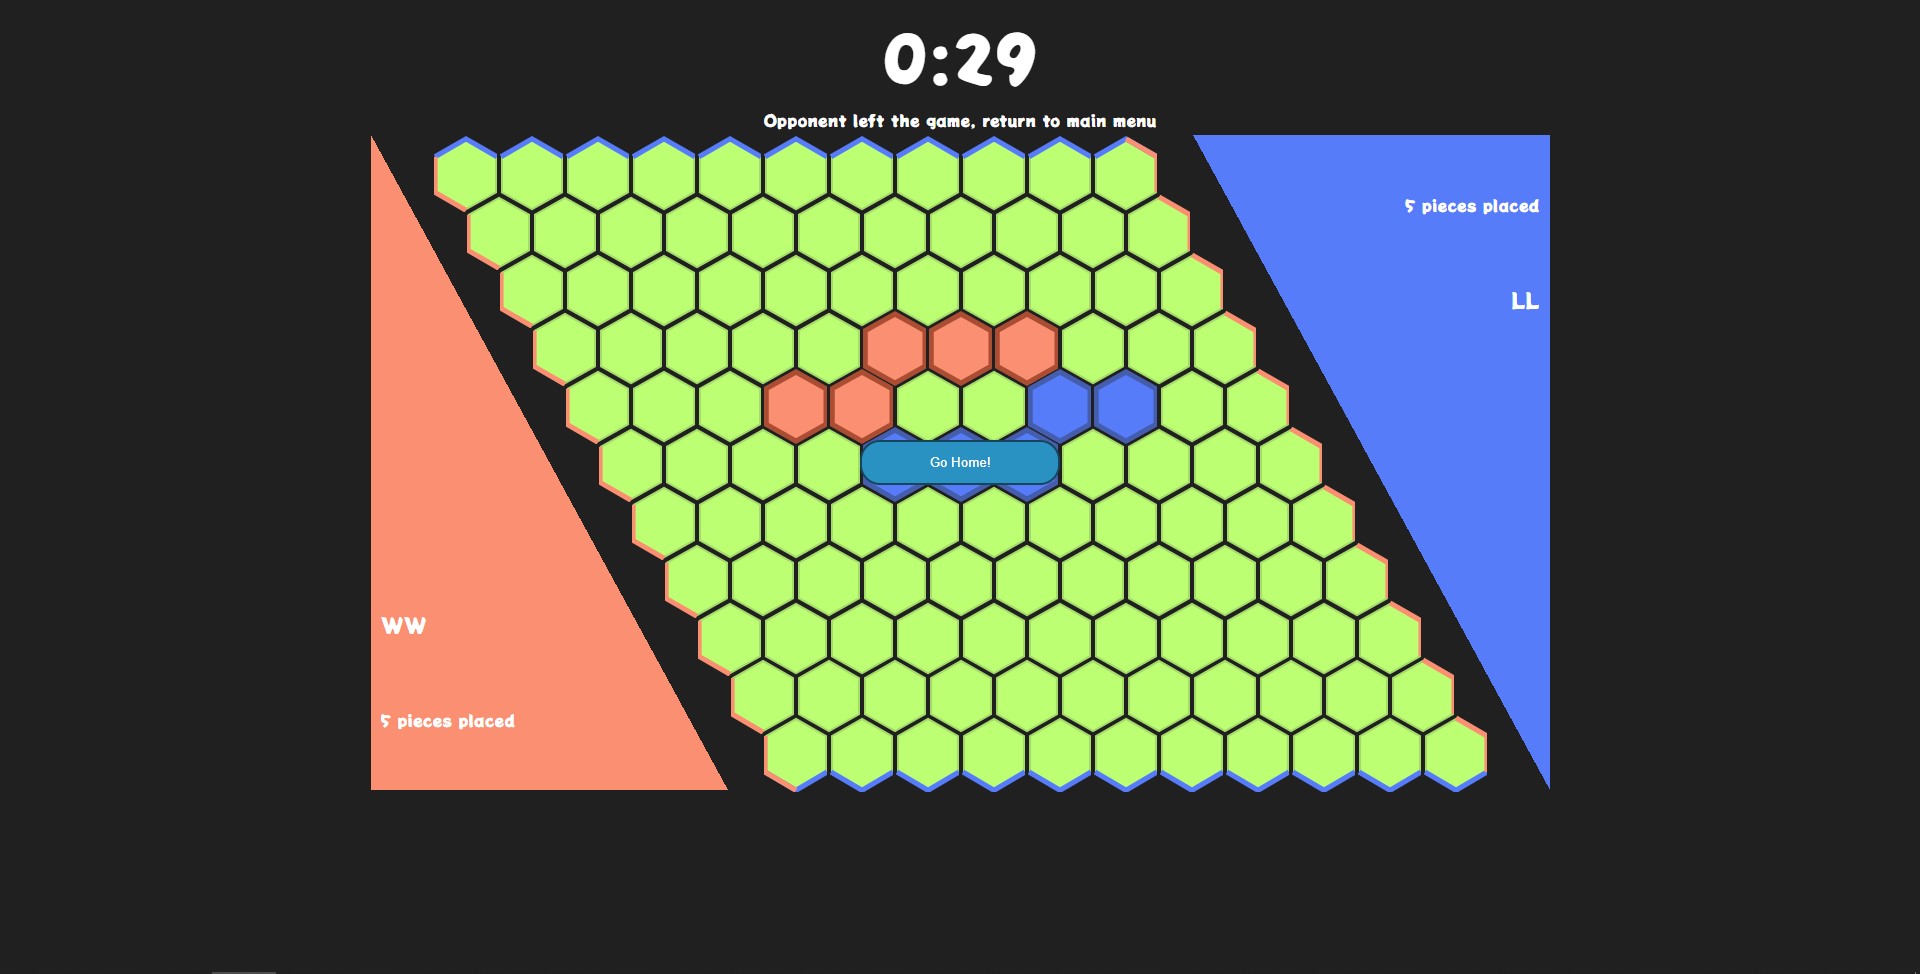 0:29
Opponent left the game, return to main menu
5 pieces placed
LL
Go Home!
WW
5 pieces placed